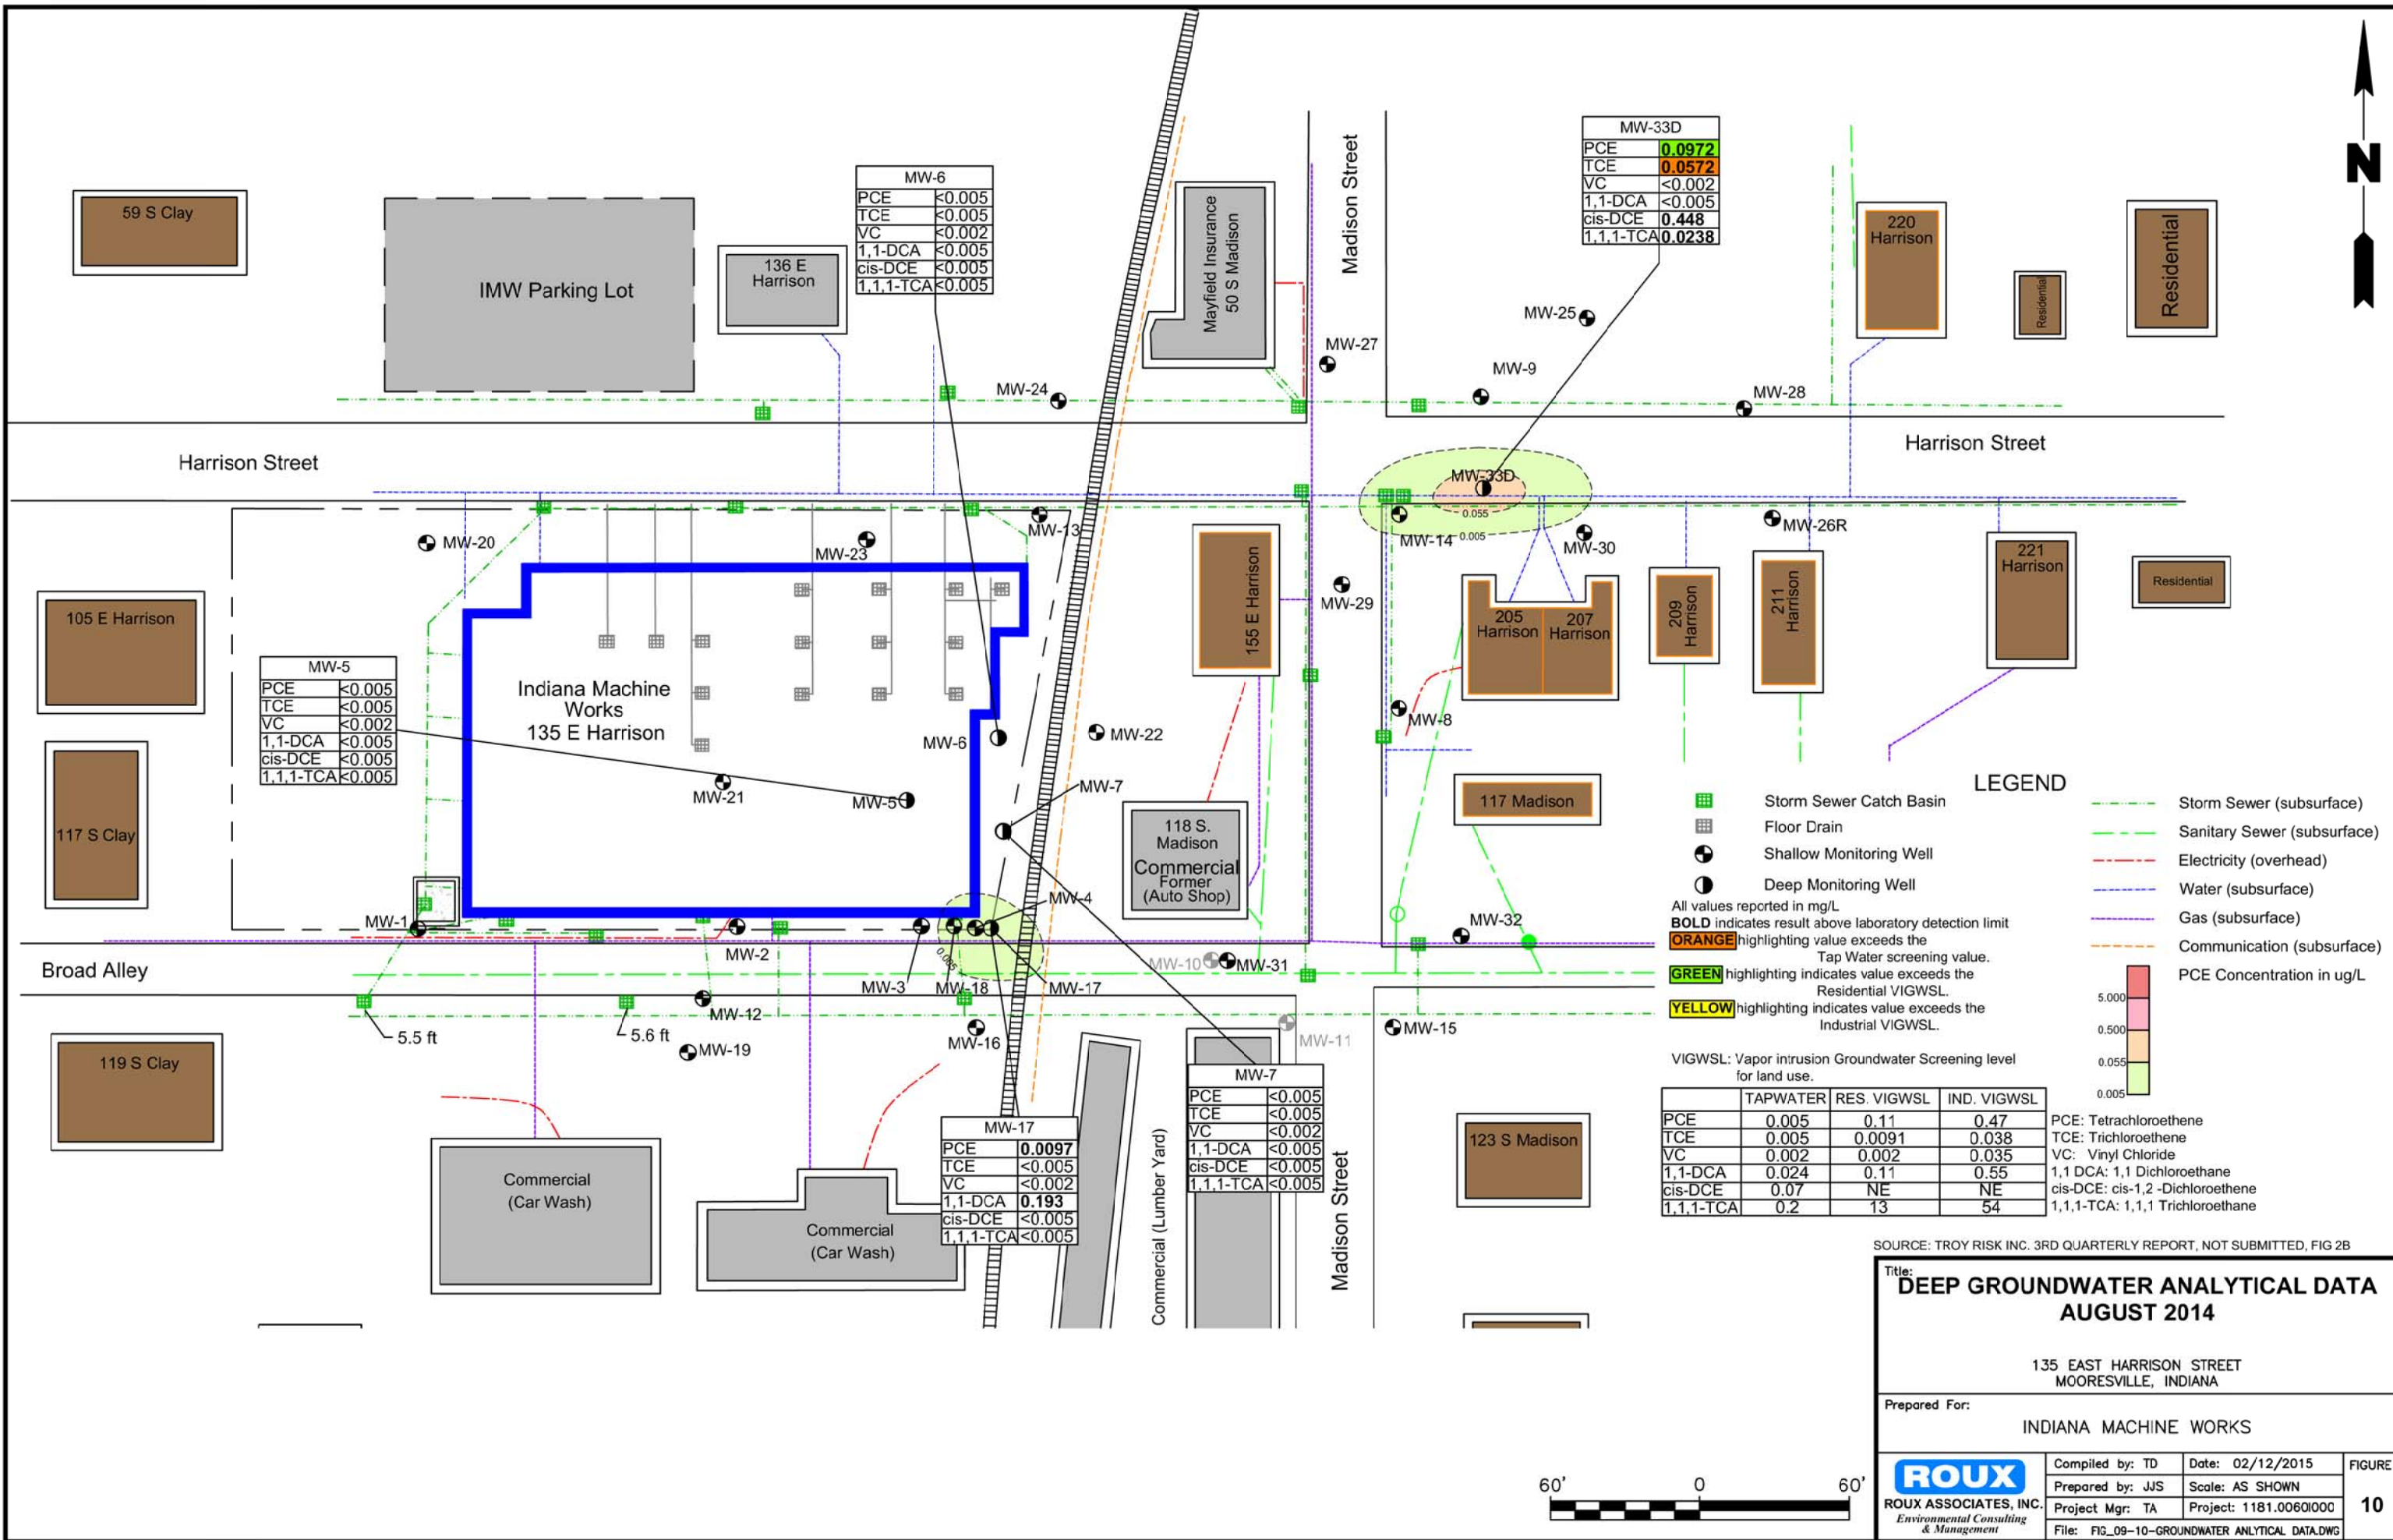 59 S Clay
IMW Parking Lot
136 E
Harrison
MW-6
PCE <0.005
TCE <0.005
VC <0.002
1,1-DCA <0.005
cis-DCE <0.005
1,1,1-TCA <0.005
Mayfield Insurance
50 S Madison
Madison Street
MW-33D
PCE 0.0972
TCE 0.0572
VC <0.002
1,1-DCA <0.005
cis-DCE 0.448
1,1,1-TCA 0.0238
220
Harrison
Residential
Residential
N
MW-25
MW-27
MW-9
MW-24
MW-28
Harrison Street
Harrison Street
MW-33D
0.055
0.005
MW-20
MW-23
MW-13
MW-14
MW-30
MW-26R
155 E Harrison
MW-29
105 E Harrison
205
Harrison
207
Harrison
209
Harrison
211
Harrison
221
Harrison
Residential
MW-5
PCE <0.005
TCE <0.005
VC <0.002
1,1-DCA <0.005
cis-DCE <0.005
1,1,1-TCA <0.005
Indiana Machine
Works
135 E Harrison
MW-6
MW-22
MW-8
MW-21
MW-5
MW-7
117 S Clay
118 S.
Madison
Commercial
Former
(Auto Shop)
117 Madison
MW-1
MW-2
MW-4
MW-32
Broad Alley
0.005
MW-3
MW-18
MW-17
MW-10
MW-31
MW-12
5.5 ft
5.6 ft
MW-19
MW-16
MW-11
MW-15
119 S Clay
Commercial
(Car Wash)
Commercial
(Car Wash)
MW-17
PCE 0.0097
TCE <0.005
VC <0.002
1,1-DCA 0.193
cis-DCE <0.005
1,1,1-TCA <0.005
Commercial (Lumber Yard)
MW-7
PCE <0.005
TCE <0.005
VC <0.002
1,1-DCA <0.005
cis-DCE <0.005
1,1,1-TCA <0.005
Madison Street
123 S Madison
LEGEND
Storm Sewer Catch Basin
Floor Drain
Shallow Monitoring Well
Deep Monitoring Well
Storm Sewer (subsurface)
Sanitary Sewer (subsurface)
Electricity (overhead)
Water (subsurface)
Gas (subsurface)
Communication (subsurface)
PCE Concentration in ug/L
5.000
0.500
0.055
0.005
All values reported in mg/L
BOLD indicates result above laboratory detection limit
ORANGE highlighting value exceeds the
Tap Water screening value.
GREEN highlighting indicates value exceeds the
Residential VIGWSL.
YELLOW highlighting indicates value exceeds the
Industrial VIGWSL.
VIGWSL: Vapor intrusion Groundwater Screening level
for land use.
TAPWATER RES. VIGWSL IND. VIGWSL
PCE 0.005 0.11 0.47 PCE: Tetrachloroethene
TCE 0.005 0.0091 0.038 TCE: Trichloroethene
VC 0.002 0.002 0.035 VC: Vinyl Chloride
1,1-DCA 0.024 0.11 0.55 1,1 DCA: 1,1 Dichloroethane
cis-DCE 0.07 NE NE cis-DCE: cis-1,2 -Dichloroethene
1,1,1-TCA 0.2 13 54 1,1,1-TCA: 1,1,1 Trichloroethane
SOURCE: TROY RISK INC. 3RD QUARTERLY REPORT, NOT SUBMITTED, FIG 2B
Title:
DEEP GROUNDWATER ANALYTICAL DATA
AUGUST 2014
135 EAST HARRISON STREET
MOORESVILLE, INDIANA
Prepared For:
INDIANA MACHINE WORKS
60' 0 60'
ROUX
ROUX ASSOCIATES, INC.
Environmental Consulting
& Management
Compiled by: TD Date: 02/12/2015
Prepared by: JJS Scale: AS SHOWN
Project Mgr: TA Project: 1181.0060I000
File: FIG_09-10-GROUNDWATER ANLYTICAL DATA.DWG
FIGURE
10